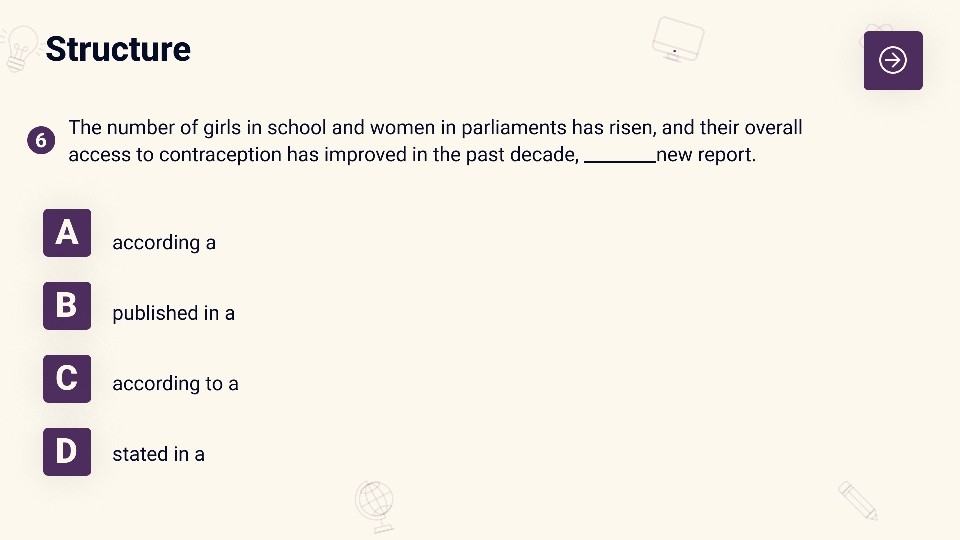 Structure
6
The number of girls in school and women in parliaments has risen, and their overall
access to contraception has improved in the past decade, _______new report.
A
according a
B
published in a
C
according to a
D
stated in a